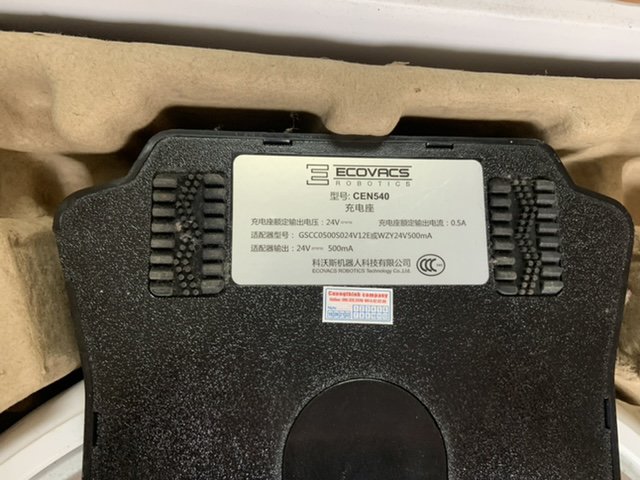 ECOVACS
ROBOTICS
型号: CEN540
充电座
充电座额定输出电压: 24V 充电座额定输出电流: 0.5A
适配器型号: GSCC0500S024V12E或WZY24V500mA
适配器输出: 24V 500mA
科沃斯机器人科技有限公司
ECOVACS ROBOTICS Technology Co.,Ltd.
CCC
company